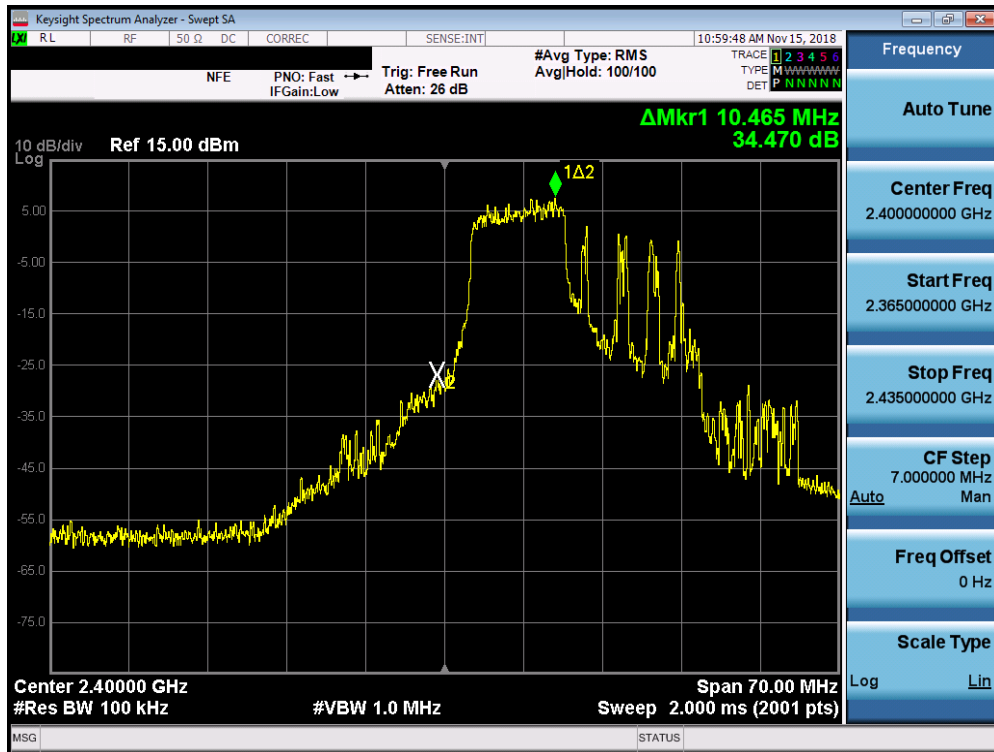 Keysight Spectrum Analyzer - Swept SA
LXI RL RF 50 Ω DC CORREC SENSE:INT 10:59:48 AM Nov 15, 2018
NFE PNO: Fast IFGain:Low
Trig: Free Run
Atten: 26 dB
#Avg Type: RMS
Avg|Hold: 100/100
TRACE 1 2 3 4 5 6
TYPE M W W W W W
DET P N N N N N
ΔMkr1 10.465 MHz
34.470 dB
10 dB/div Ref 15.00 dBm
Log
1Δ2
5.00
-5.00
-15.0
-25.0
X2
-35.0
-45.0
-55.0
-65.0
-75.0
Center 2.40000 GHz Span 70.00 MHz
#Res BW 100 kHz #VBW 1.0 MHz Sweep 2.000 ms (2001 pts)
MSG STATUS
Frequency
Auto Tune
Center Freq
2.400000000 GHz
Start Freq
2.365000000 GHz
Stop Freq
2.435000000 GHz
CF Step
7.000000 MHz
Auto Man
Freq Offset
0 Hz
Scale Type
Log Lin